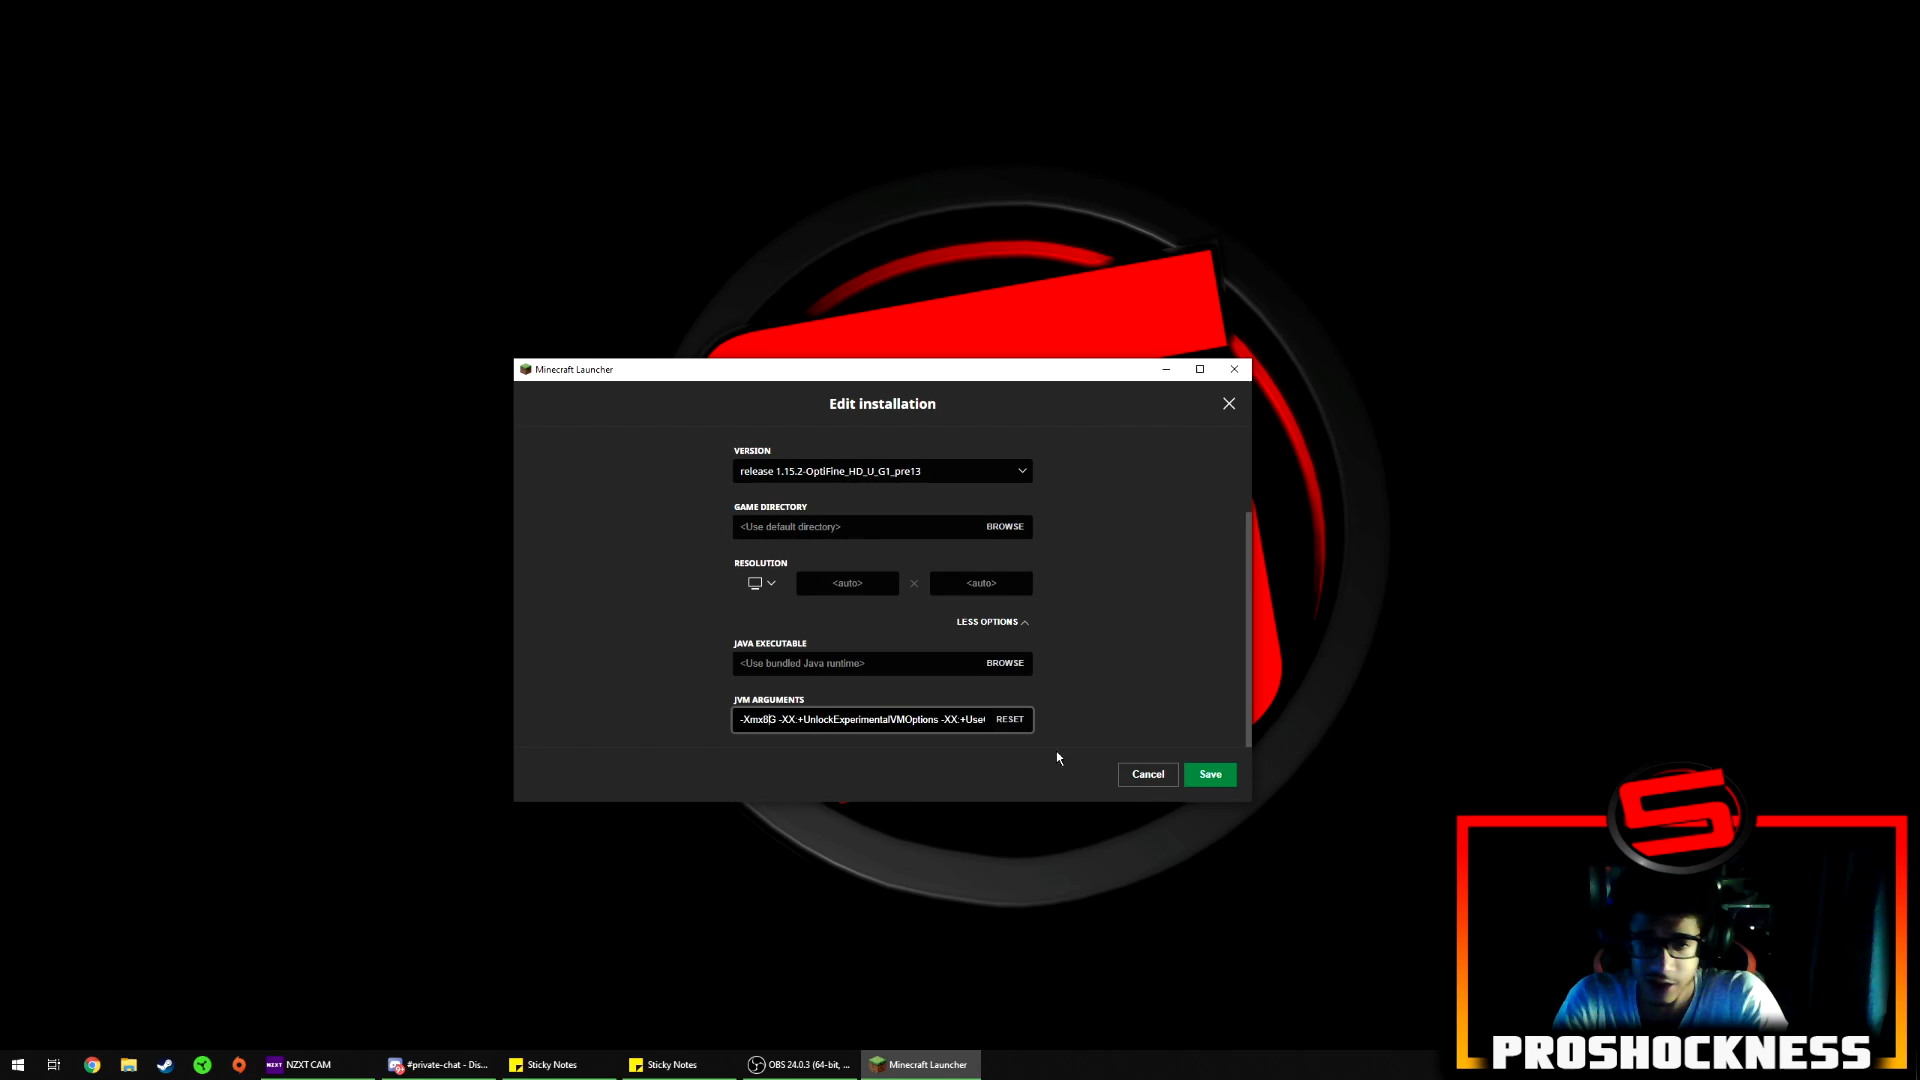 Minecraft Launcher
Edit installation
VERSION
release 1.15.2-OptiFine_HD_U_G1_pre13
GAME DIRECTORY
<Use default directory> BROWSE
RESOLUTION
<auto> <auto>
LESS OPTIONS
JAVA EXECUTABLE
<Use bundled Java runtime> BROWSE
JVM ARGUMENTS
-Xmx8G -XX:+UnlockExperimentalVMOptions -XX:+Use RESET
Cancel Save
PROSHOCKNESS
NZXT NZXT CAM #private-chat - Dis... Sticky Notes Sticky Notes OBS 24.0.3 (64-bit, ... Minecraft Launcher